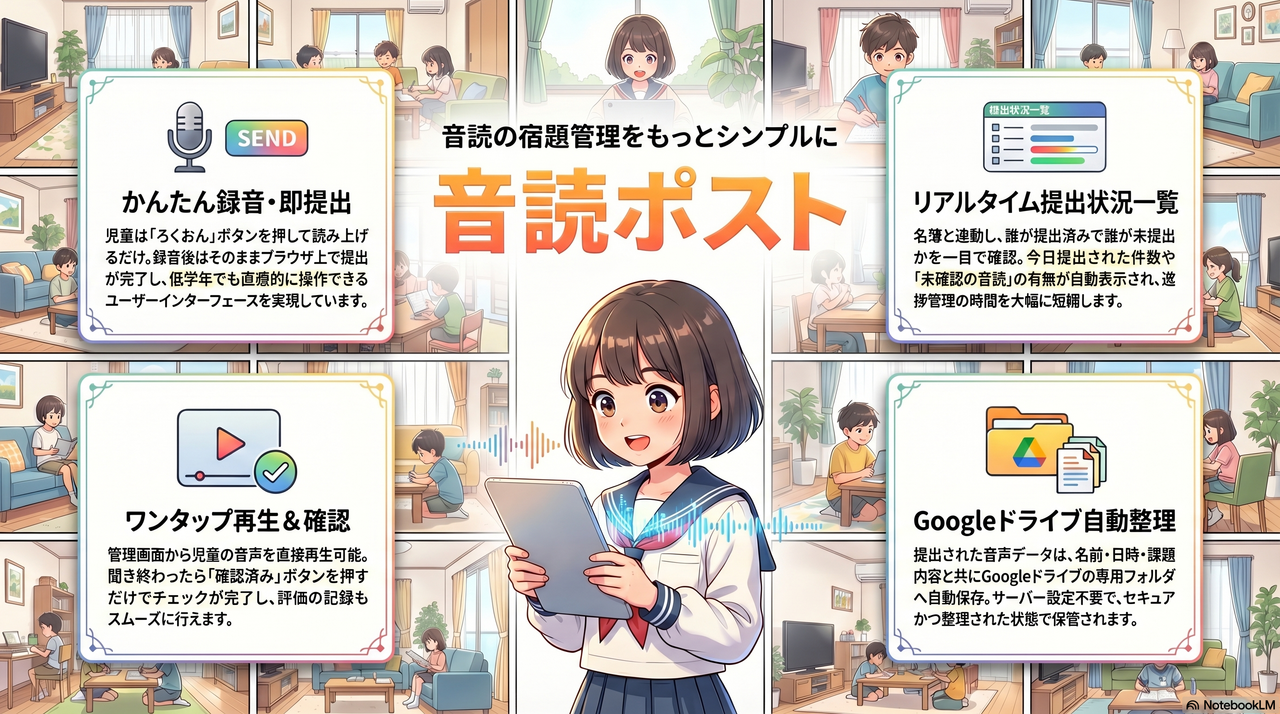 音読の宿題管理をもっとシンプルに
音読ポスト
SEND
かんたん録音・即提出
児童は「ろくおん」ボタンを押して読み上げ
るだけ。録音後はそのままブラウザ上で提出
が完了し、低学年でも直感的に操作できる
ユーザーインターフェースを実現しています。
提出状況一覧
リアルタイム提出状況一覧
名簿と連動し、誰が提出済みで誰が未提出
かを一目で確認。今日提出された件数や
「未確認の音読」の有無が自動表示され、進
捗管理の時間を大幅に短縮します。
ワンタップ再生&確認
管理画面から児童の音声を直接再生可能。
聞き終わったら「確認済み」ボタンを押す
だけでチェックが完了し、評価の記録も
スムーズに行えます。
Googleドライブ自動整理
提出された音声データは、名前・日時・課題
内容と共にGoogleドライブの専用フォルダ
へ自動保存。サーバー設定不要で、セキュア
かつ整理された状態で保管されます。
NotebookLM